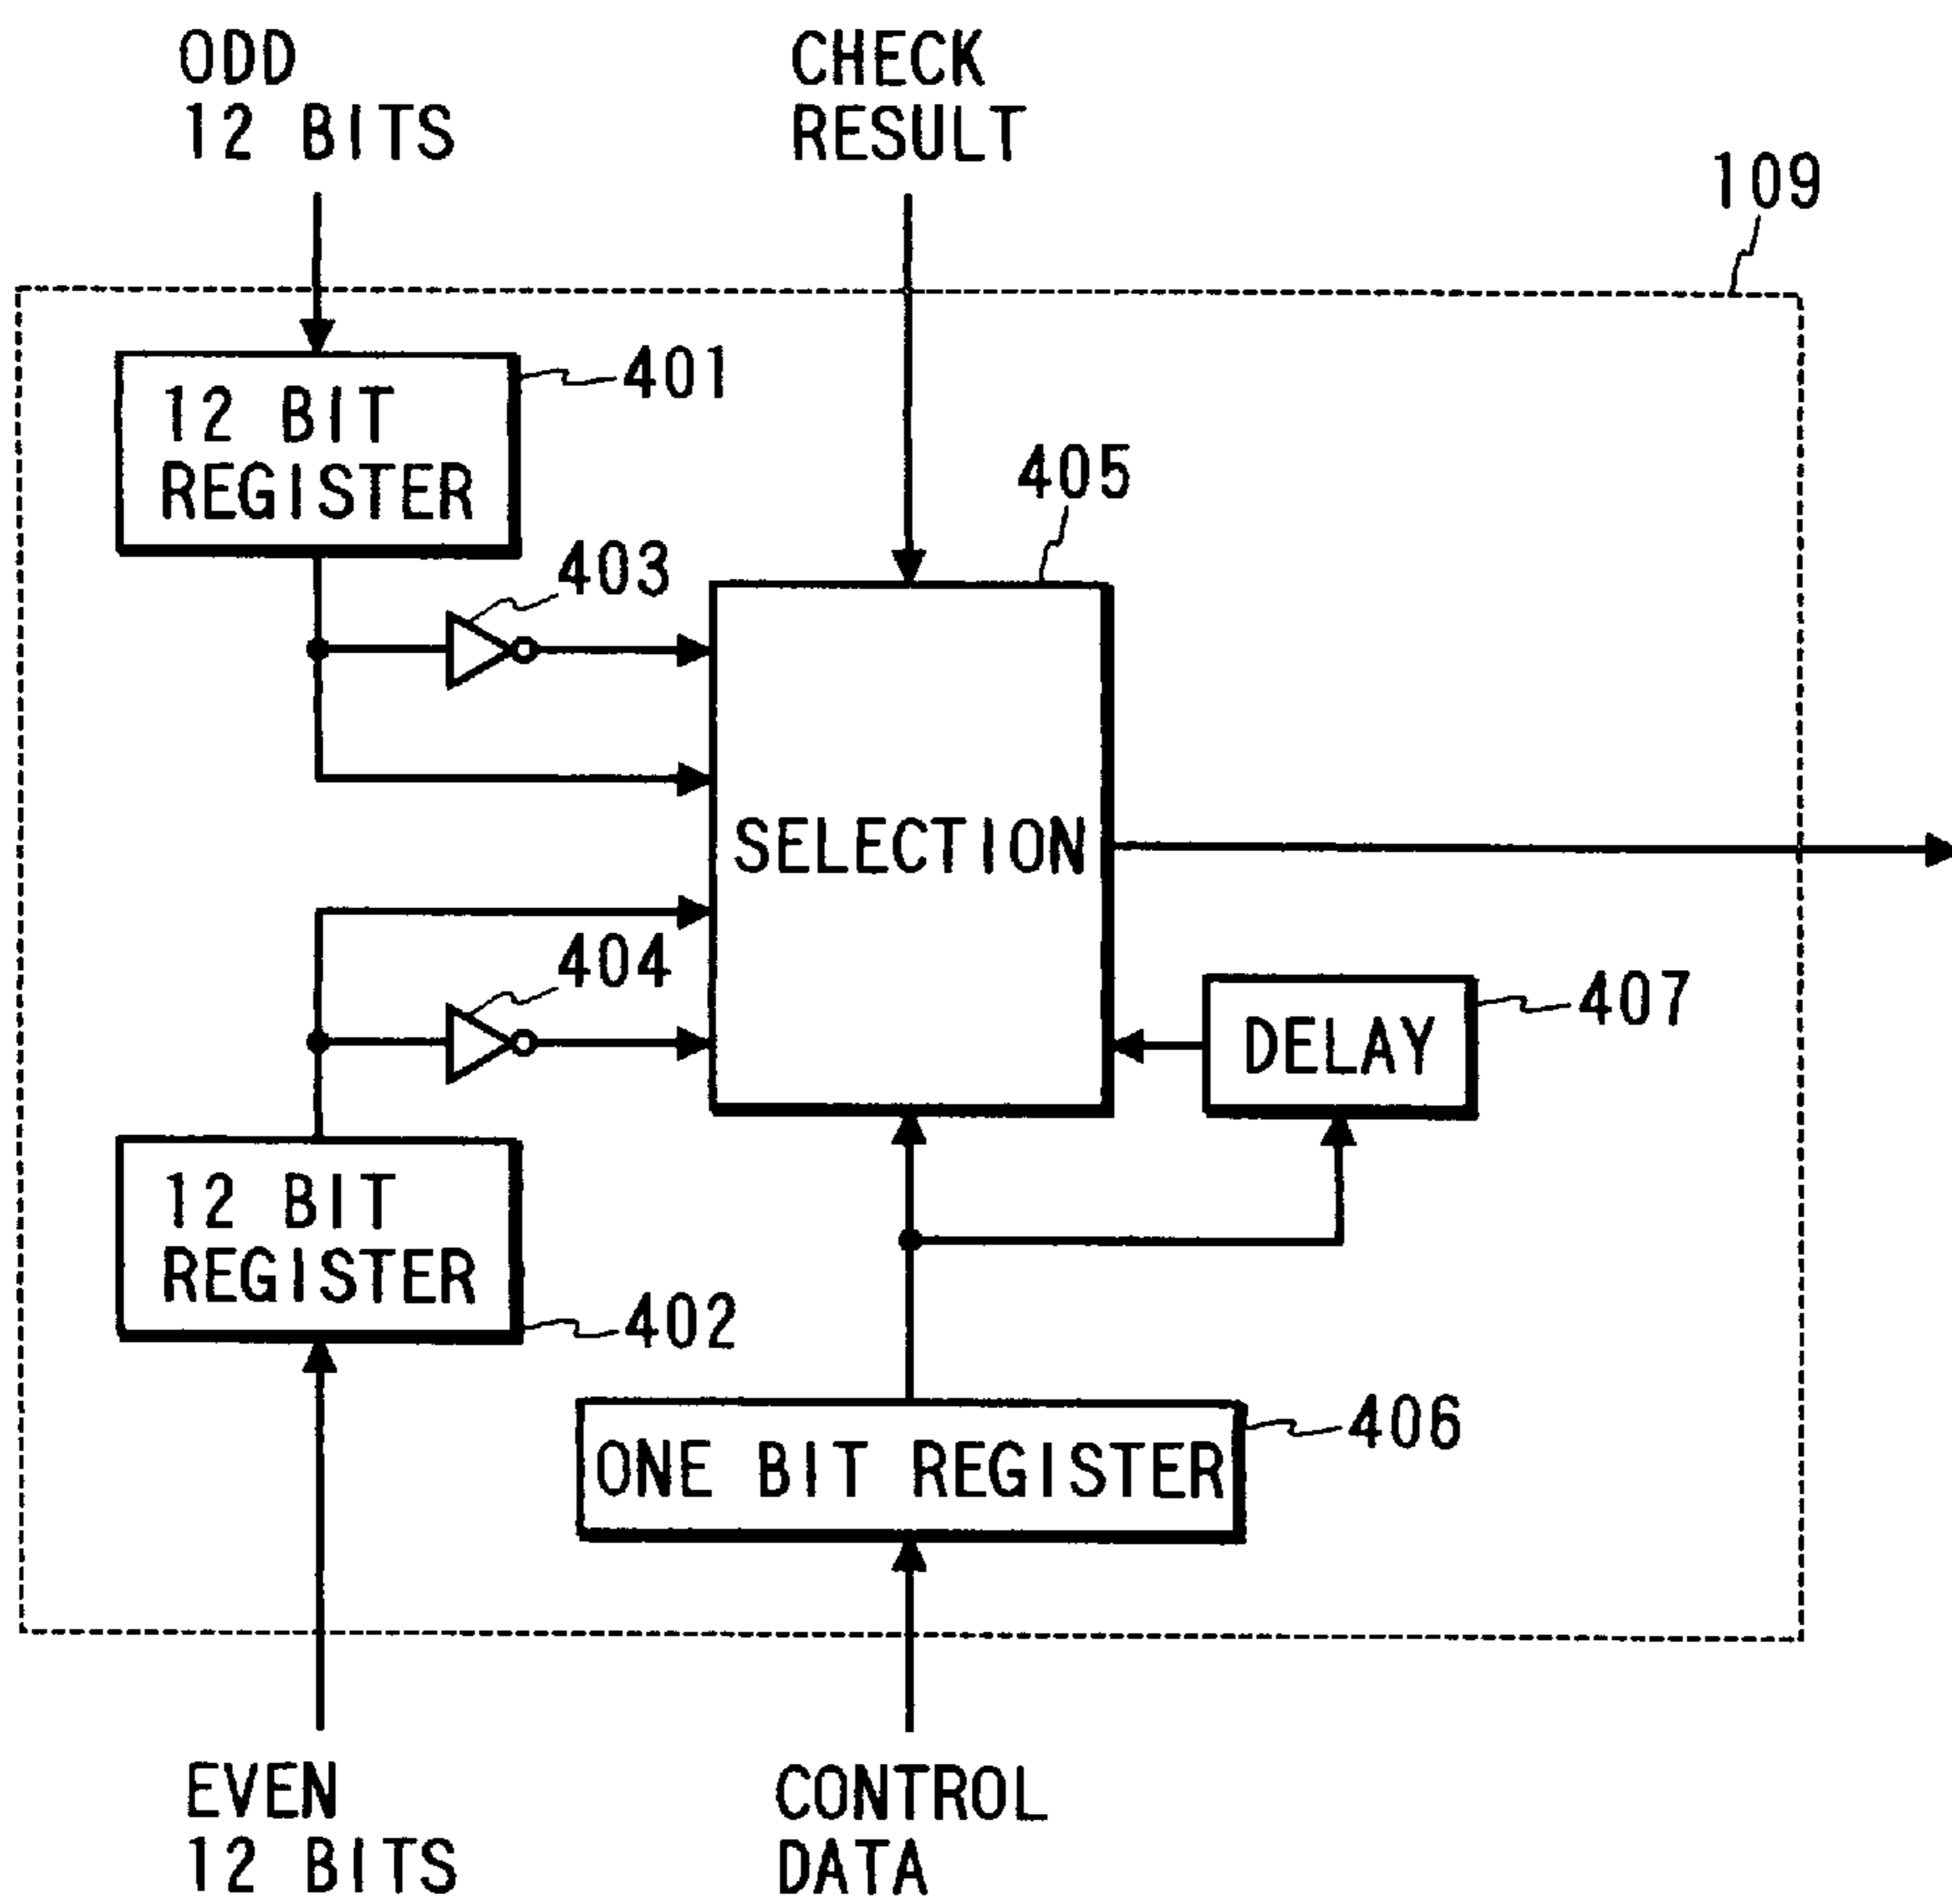 ODD
12 BITS
CHECK
RESULT
109
12 BIT
REGISTER
401
403
405
SELECTION
404
DELAY
407
12 BIT
REGISTER
402
ONE BIT REGISTER
406
EVEN
12 BITS
CONTROL
DATA